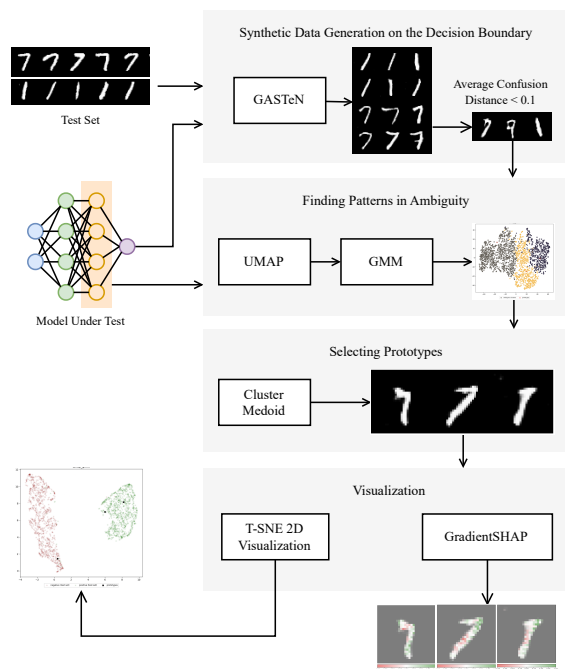 Synthetic Data Generation on the Decision Boundary
GASTeN
Average Confusion
Distance < 0.1
Test Set
Finding Patterns in Ambiguity
UMAP
GMM
Model Under Test
Selecting Prototypes
Cluster
Medoid
Visualization
T-SNE 2D
Visualization
GradientSHAP